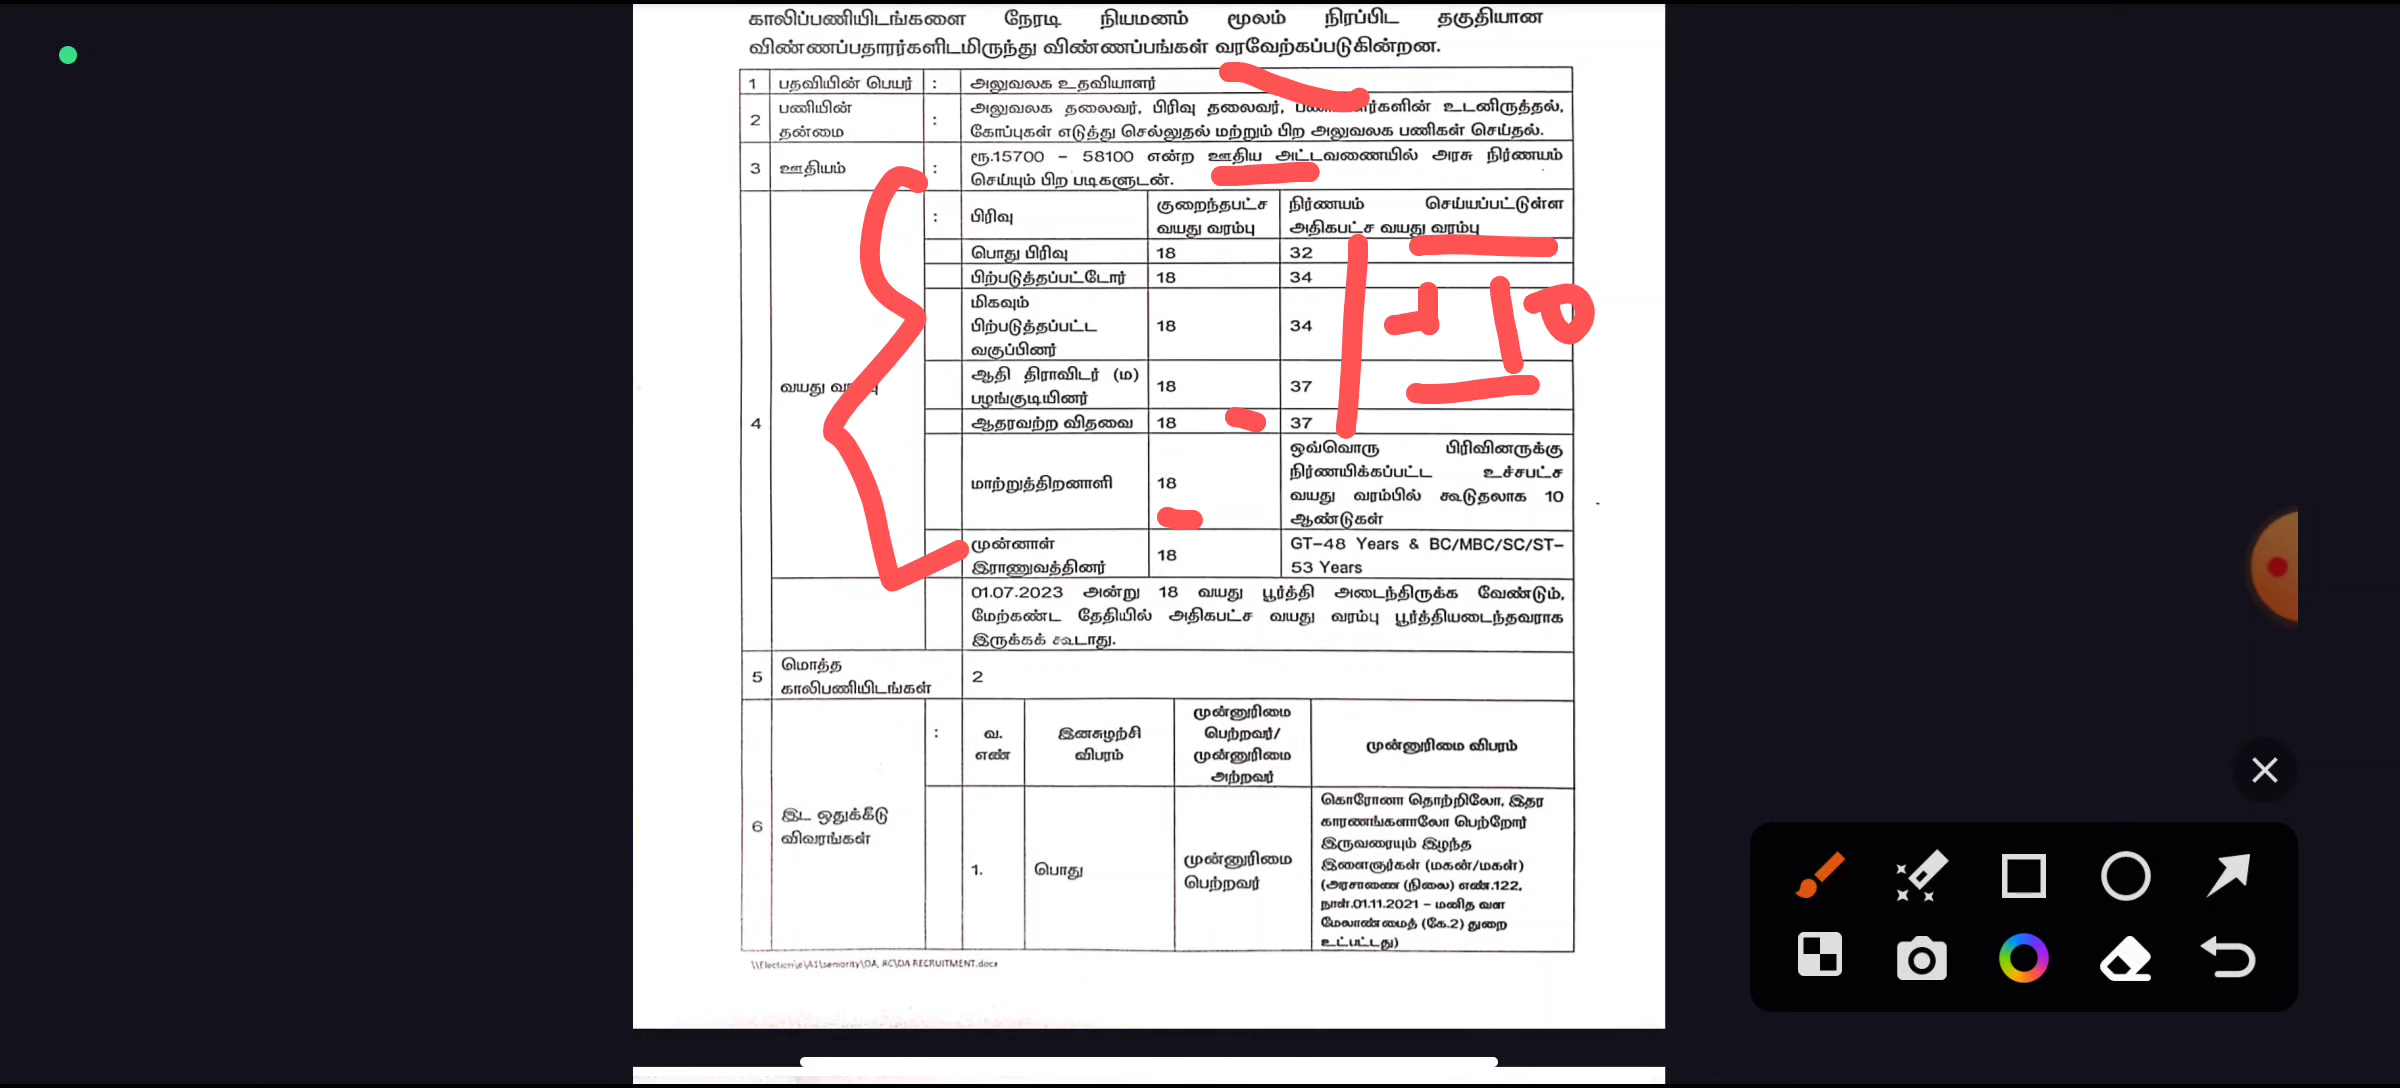 காலிப்பணியிடங்களை நேரடி நியமனம் மூலம் நிரப்பிட தகுதியான
விண்ணப்பதாரர்களிடமிருந்து விண்ணப்பங்கள் வரவேற்கப்படுகின்றன.
1 பதவியின் பெயர் : அலுவலக உதவியாளர்
2 பணியின் தன்மை : அலுவலக தலைவர், பிரிவு தலைவர், உடனிருத்தல்,
கோப்புகள் எடுத்து செல்லுதல் மற்றும் பிற அலுவலக பணிகள் செய்தல்.
3 ஊதியம் : ரூ.15700 – 58100 என்ற ஊதிய அட்டவணையில் அரசு நிர்ணயம்
செய்யும் பிற படிகளுடன்.
4 வயது
: பிரிவு குறைந்தபட்ச வயது வரம்பு நிர்ணயம் செய்யப்பட்டுள்ள அதிகபட்ச வயது வரம்பு
பொது பிரிவு 18 32
பிற்படுத்தப்பட்டோர் 18 34
மிகவும்
பிற்படுத்தப்பட்ட 18 34
வகுப்பினர்
ஆதி திராவிடர் (ம)
பழங்குடியினர் 18 37
ஆதரவற்ற விதவை 18 37
மாற்றுத்திறனாளி 18 ஒவ்வொரு பிரிவினருக்கு
நிர்ணயிக்கப்பட்ட உச்சபட்ச
வயது வரம்பில் கூடுதலாக 10
ஆண்டுகள்
முன்னாள்
இராணுவத்தினர் 18 GT–48 Years & BC/MBC/SC/ST–
53 Years
01.07.2023 அன்று 18 வயது பூர்த்தி அடைந்திருக்க வேண்டும்,
மேற்கண்ட தேதியில் அதிகபட்ச வயது வரம்பு பூர்த்தியடைந்தவராக
இருக்கக் கூடாது.
5 மொத்த
காலிபணியிடங்கள் 2
6 இட ஒதுக்கீடு
விவரங்கள்
: வ.
எண் இனசுழற்சி
விபரம் முன்னுரிமை
பெற்றவர்/
முன்னுரிமை
அற்றவர் முன்னுரிமை விபரம்
1. பொது முன்னுரிமை
பெற்றவர் கொரோனா தொற்றிலோ, இதர
காரணங்களாலோ பெற்றோர்
இருவரையும் இழந்த
இளைஞர்கள் (மகன்/மகள்)
(அரசாணை (நிலை) எண்.122,
நாள்.01.11.2021 – மனித வள
மேலாண்மைத் (கே.2) துறை
உட்பட்டது)
10